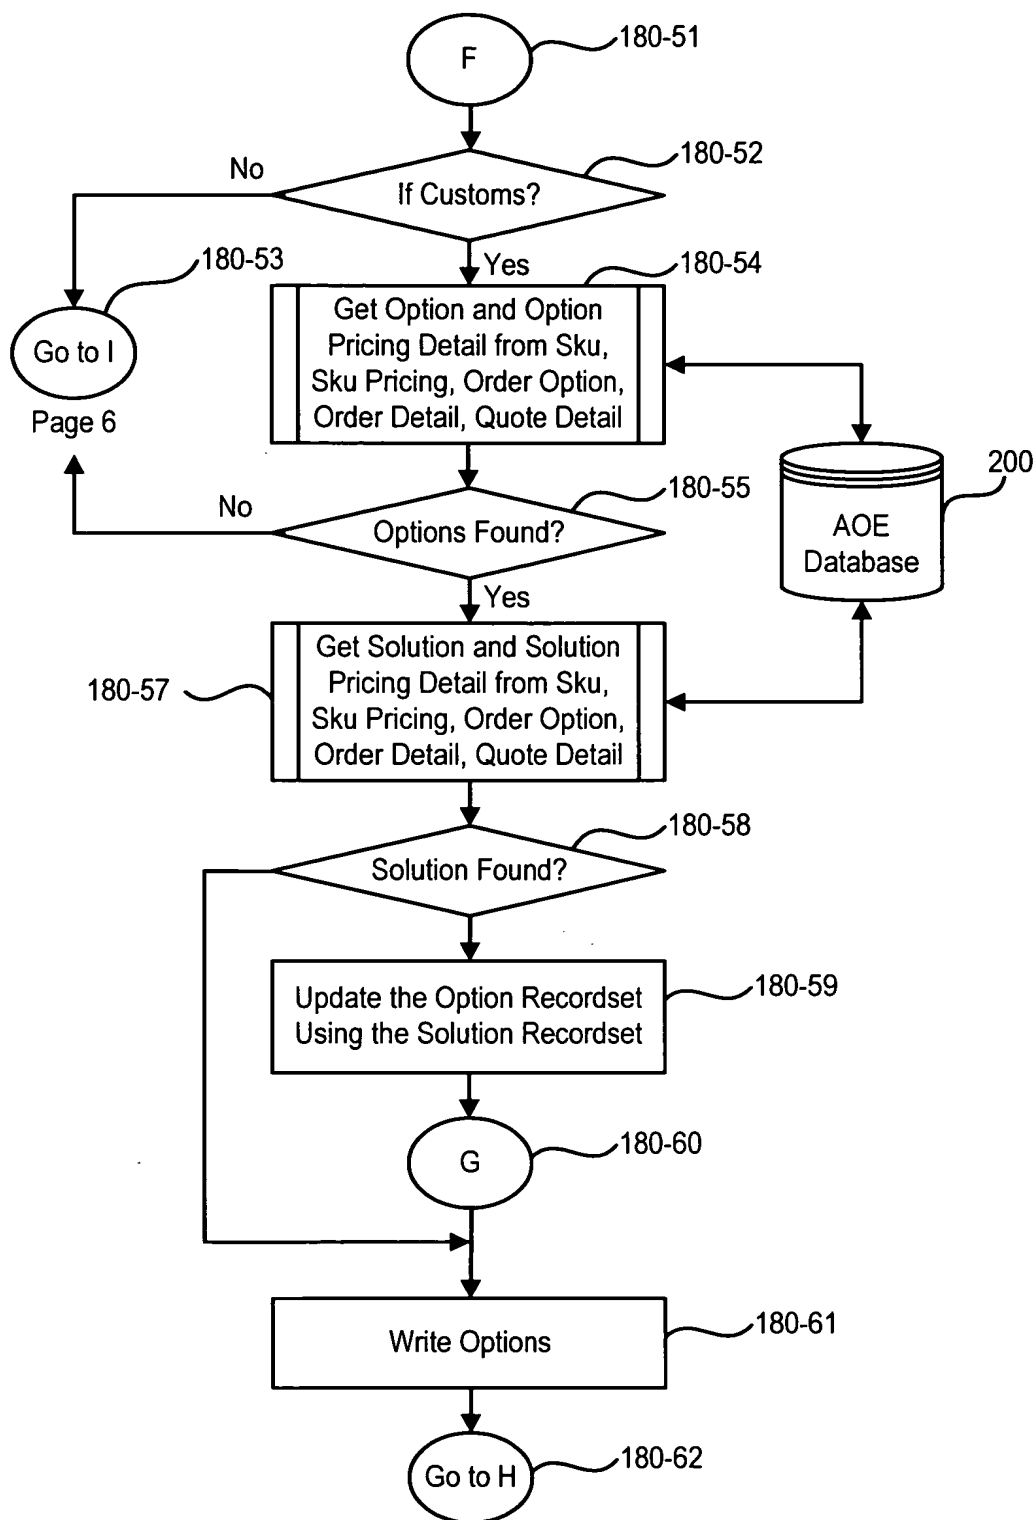 F
180-51
If Customs?
180-52
No
Yes
180-53
Go to I
Page 6
180-54
Get Option and Option
Pricing Detail from Sku,
Sku Pricing, Order Option,
Order Detail, Quote Detail
180-55
No
Options Found?
200
AOE
Database
Yes
180-57
Get Solution and Solution
Pricing Detail from Sku,
Sku Pricing, Order Option,
Order Detail, Quote Detail
180-58
Solution Found?
180-59
Update the Option Recordset
Using the Solution Recordset
G
180-60
Write Options
180-61
Go to H
180-62